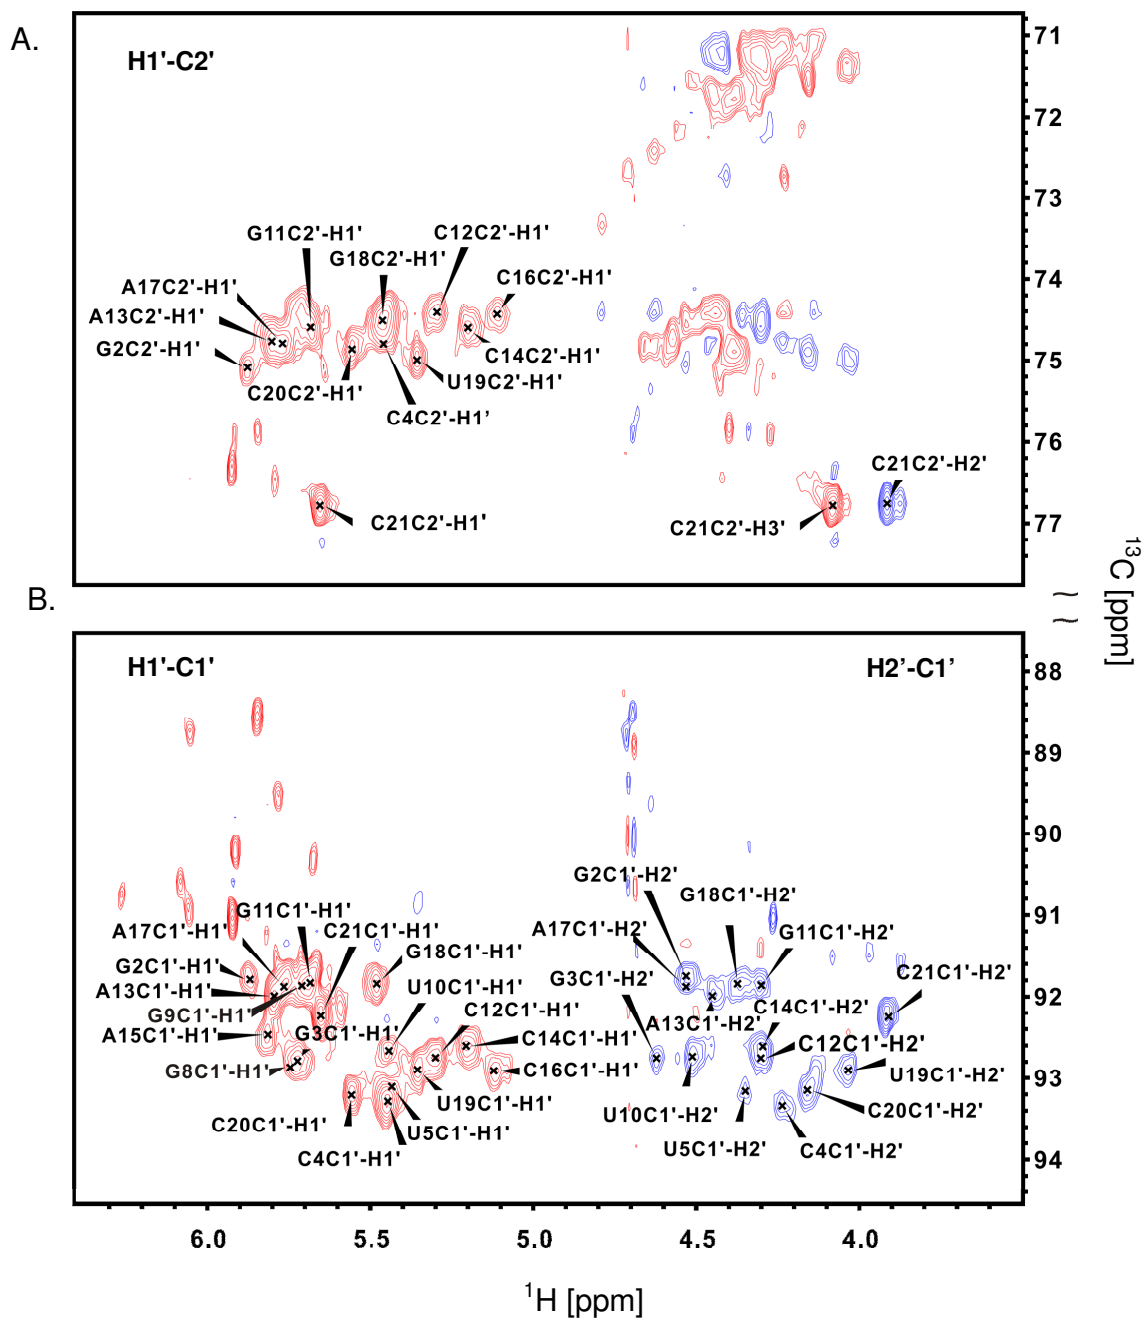 A.
H1'-C2'
71
72
73
74
75
76
77
G11C2'-H1'
C12C2'-H1'
G18C2'-H1'
C16C2'-H1'
A17C2'-H1'
A13C2'-H1'
G2C2'-H1'
C14C2'-H1'
C20C2'-H1'
U19C2'-H1'
C4C2'-H1'
C21C2'-H2'
C21C2'-H1'
C21C2'-H3'
13C [ppm]
B.
H1'-C1'
H2'-C1'
88
89
90
91
92
93
94
G2C1'-H2'
G18C1'-H2'
G11C1'-H1'
A17C1'-H1'
C21C1'-H1'
A17C1'-H2'
G11C1'-H2'
G2C1'-H1'
G18C1'-H1'
G3C1'-H2'
C21C1'-H2'
A13C1'-H1'
U10C1'-H1'
G9C1'-H1'
C12C1'-H1'
A13C1'-H2'
C14C1'-H2'
A15C1'-H1'
G3C1'-H1'
C14C1'-H1'
C12C1'-H2'
G8C1'-H1'
C16C1'-H1'
U19C1'-H2'
U19C1'-H1'
U10C1'-H2'
C20C1'-H2'
C20C1'-H1'
U5C1'-H1'
U5C1'-H2'
C4C1'-H2'
C4C1'-H1'
6.0 5.5 5.0 4.5 4.0
1H [ppm]